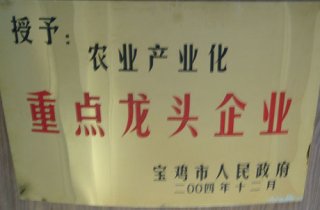 授予：
农业产业化
重点龙头企业
宝鸡市人民政府
二00四年十二月